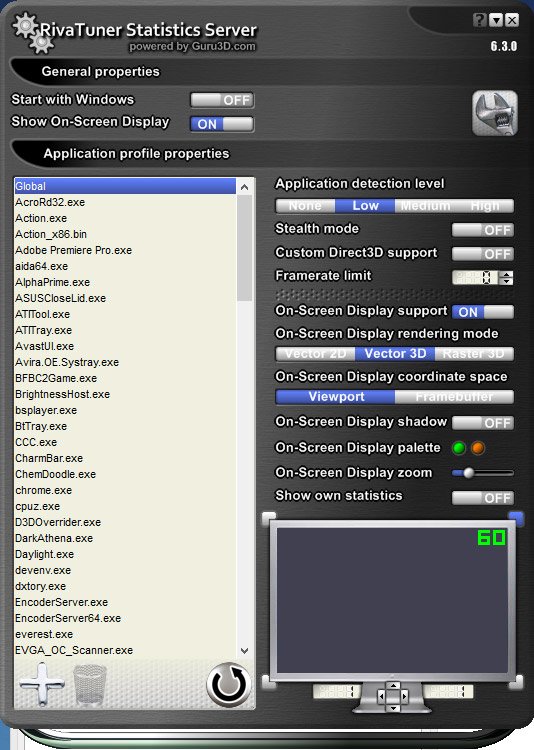 RivaTuner Statistics Server
powered by Guru3D.com
?
6.3.0
General properties
Start with Windows OFF
Show On-Screen Display ON
Application profile properties
Global
AcroRd32.exe
Action.exe
Action_x86.bin
Adobe Premiere Pro.exe
aida64.exe
AlphaPrime.exe
ASUSCloseLid.exe
ATITool.exe
ATITray.exe
AvastUI.exe
Avira.OE.Systray.exe
BFBC2Game.exe
BrightnessHost.exe
bsplayer.exe
BtTray.exe
CCC.exe
CharmBar.exe
ChemDoodle.exe
chrome.exe
cpuz.exe
D3DOverrider.exe
DarkAthena.exe
Daylight.exe
devenv.exe
dxtory.exe
EncoderServer.exe
EncoderServer64.exe
everest.exe
EVGA_OC_Scanner.exe
Application detection level
None Low Medium High
Stealth mode OFF
Custom Direct3D support OFF
Framerate limit 0
On-Screen Display support ON
On-Screen Display rendering mode
Vector 2D Vector 3D Raster 3D
On-Screen Display coordinate space
Viewport Framebuffer
On-Screen Display shadow OFF
On-Screen Display palette
On-Screen Display zoom
Show own statistics OFF
60
1 1